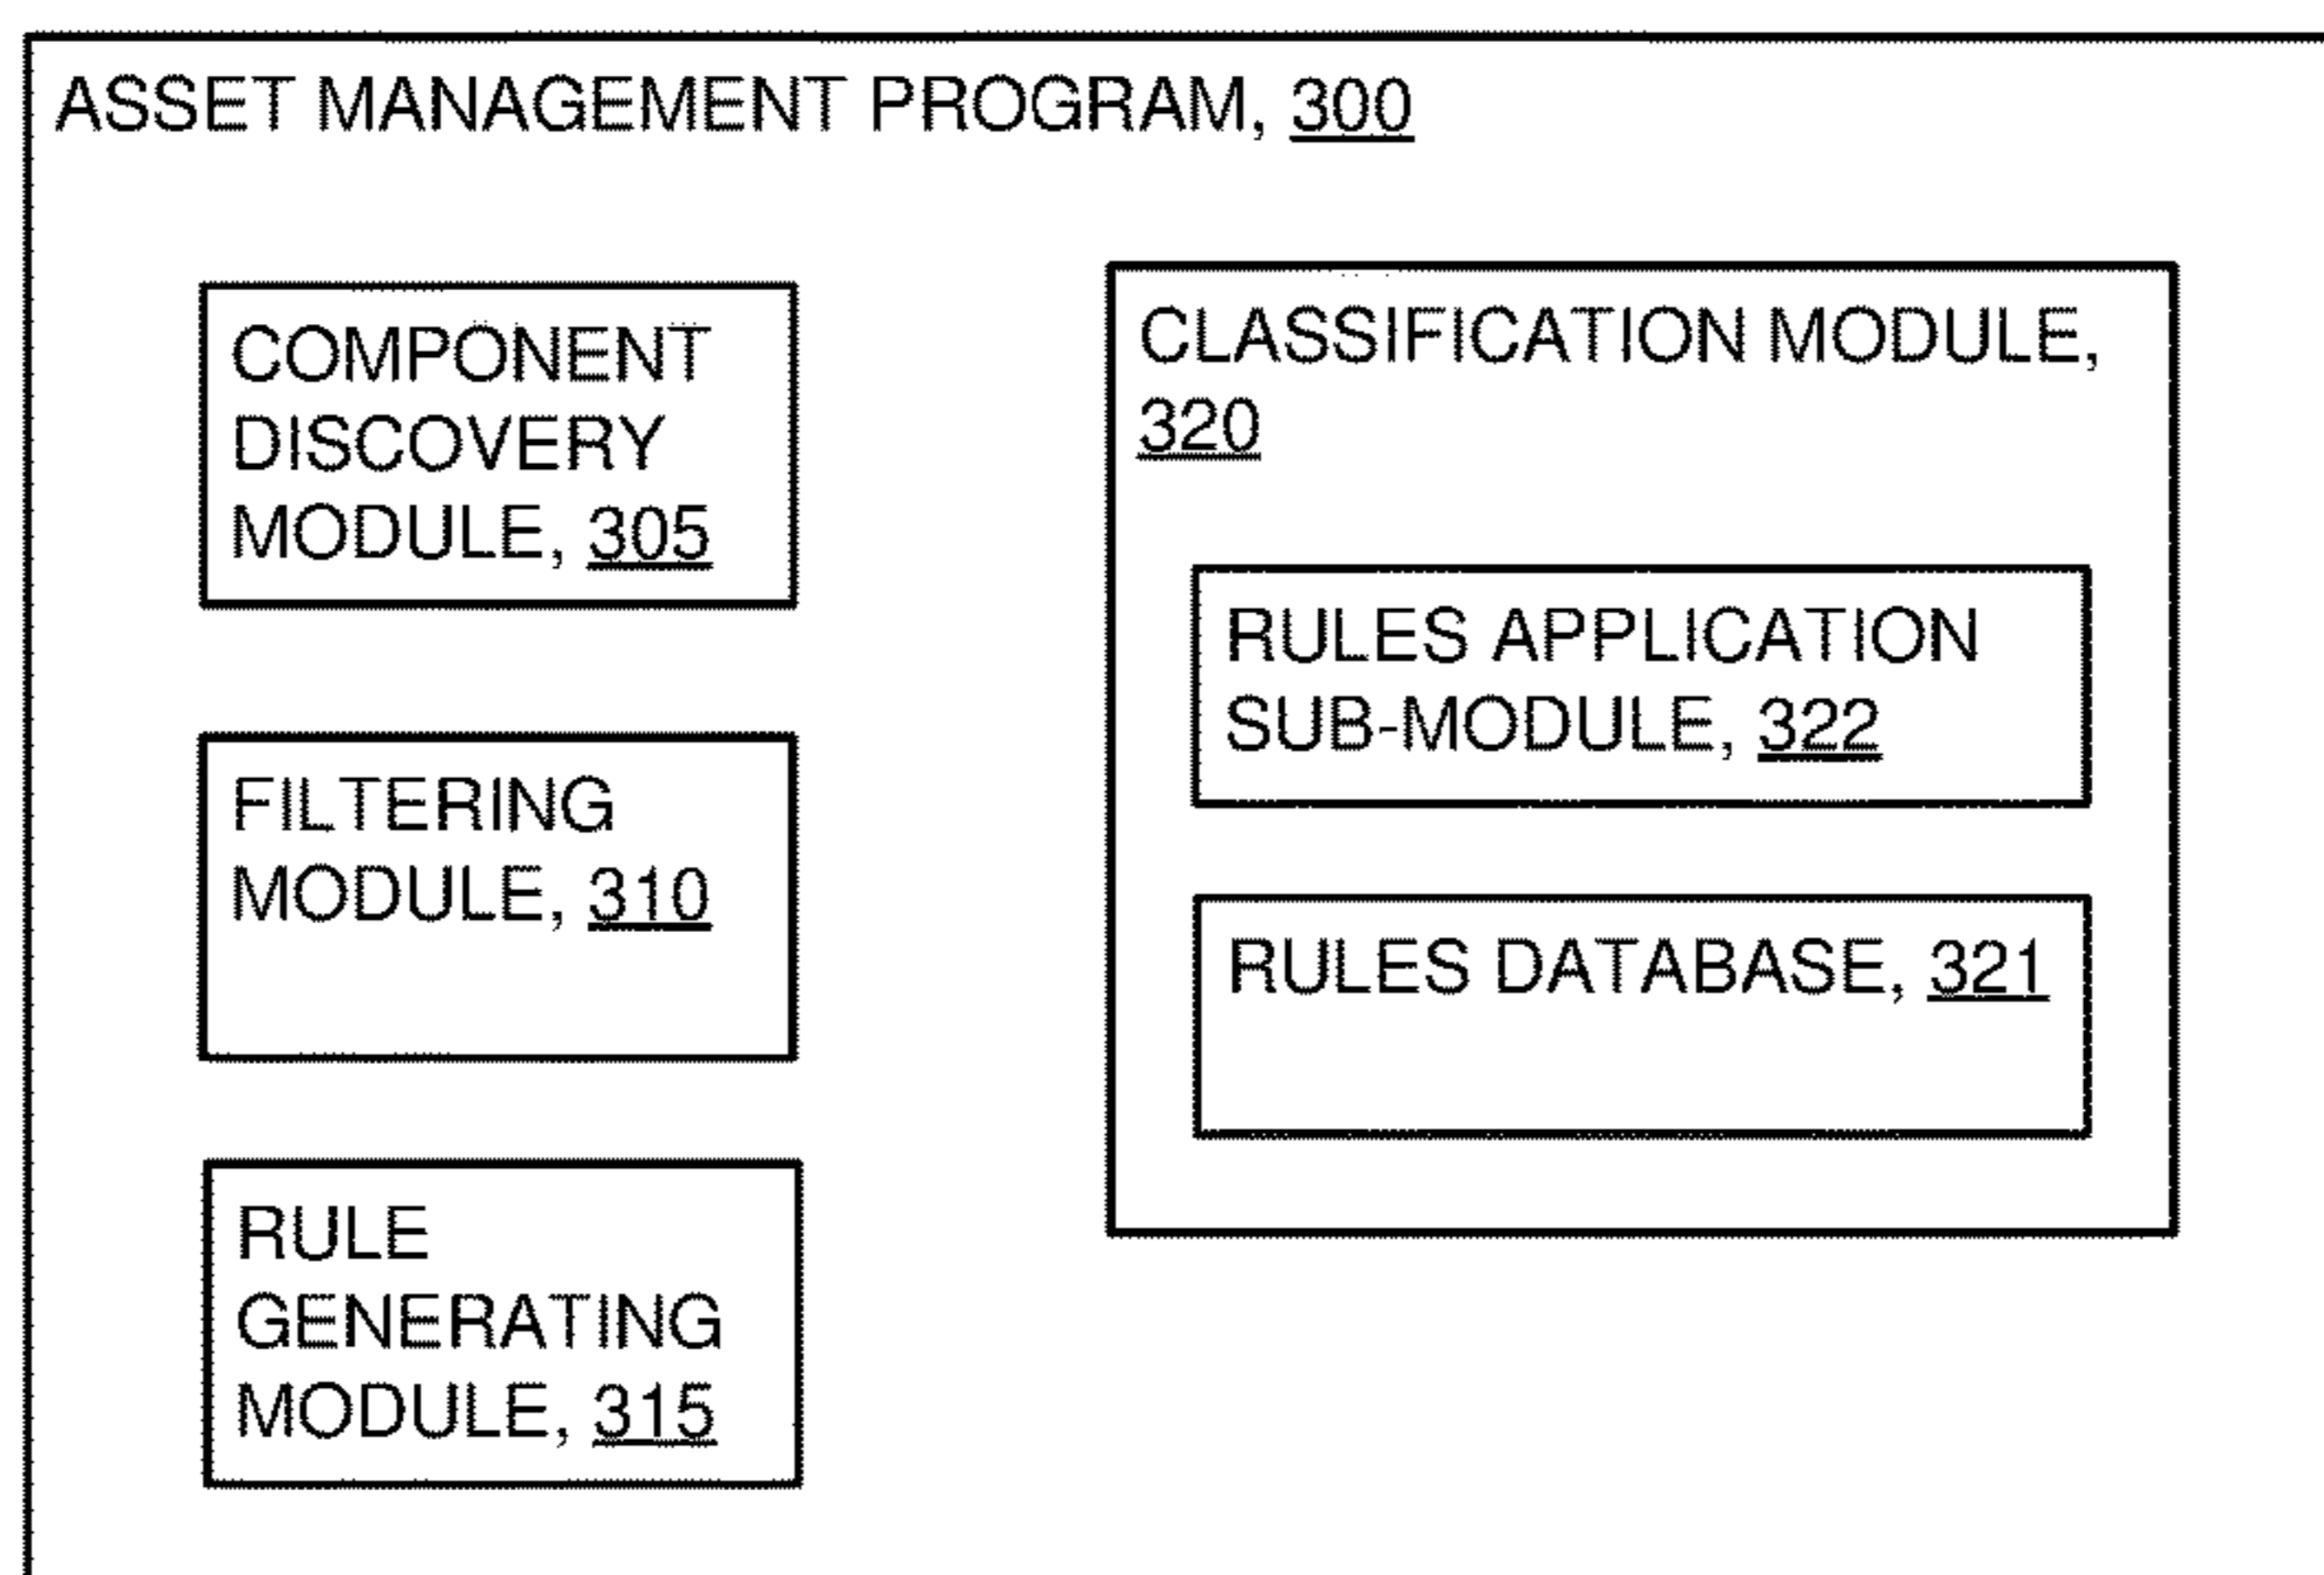 ASSET MANAGEMENT PROGRAM, 300
COMPONENT
DISCOVERY
MODULE, 305
FILTERING
MODULE, 310
RULE
GENERATING
MODULE, 315
CLASSIFICATION MODULE,
320
RULES APPLICATION
SUB-MODULE, 322
RULES DATABASE, 321